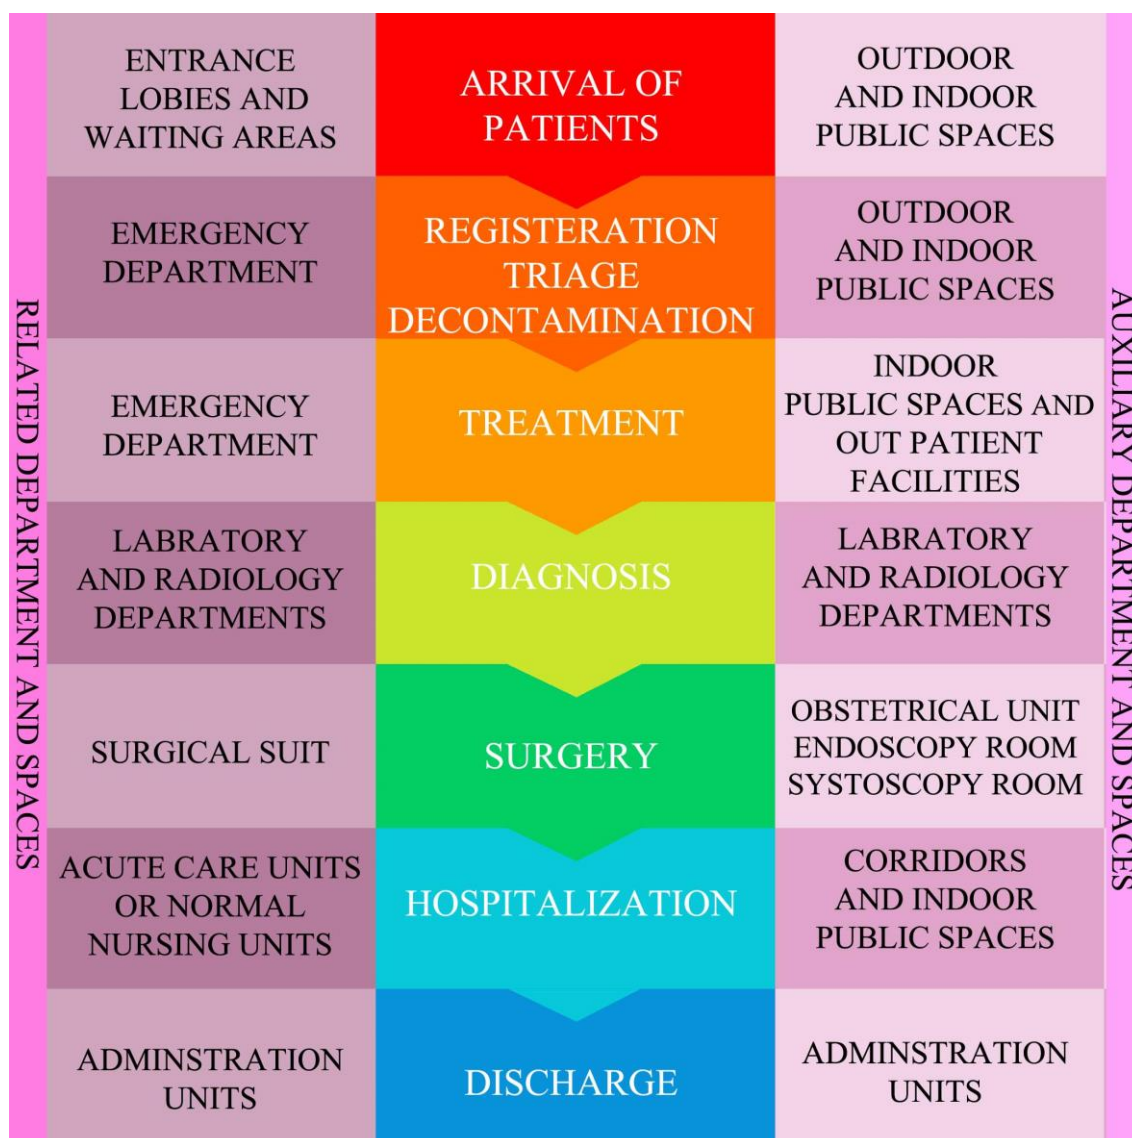 RELATED DEPARTMENT AND SPACES
ENTRANCE
LOBIES AND
WAITING AREAS
ARRIVAL OF
PATIENTS
OUTDOOR
AND INDOOR
PUBLIC SPACES
EMERGENCY
DEPARTMENT
REGISTERATION
TRIAGE
DECONTAMINATION
OUTDOOR
AND INDOOR
PUBLIC SPACES
EMERGENCY
DEPARTMENT
TREATMENT
INDOOR
PUBLIC SPACES AND
OUT PATIENT
FACILITIES
LABRATORY
AND RADIOLOGY
DEPARTMENTS
DIAGNOSIS
LABRATORY
AND RADIOLOGY
DEPARTMENTS
SURGICAL SUIT
SURGERY
OBSTETRICAL UNIT
ENDOSCOPY ROOM
SYSTOSCOPY ROOM
ACUTE CARE UNITS
OR NORMAL
NURSING UNITS
HOSPITALIZATION
CORRIDORS
AND INDOOR
PUBLIC SPACES
ADMINSTRATION
UNITS
DISCHARGE
ADMINSTRATION
UNITS
AUXILIARY DEPARTMENT AND SPACES